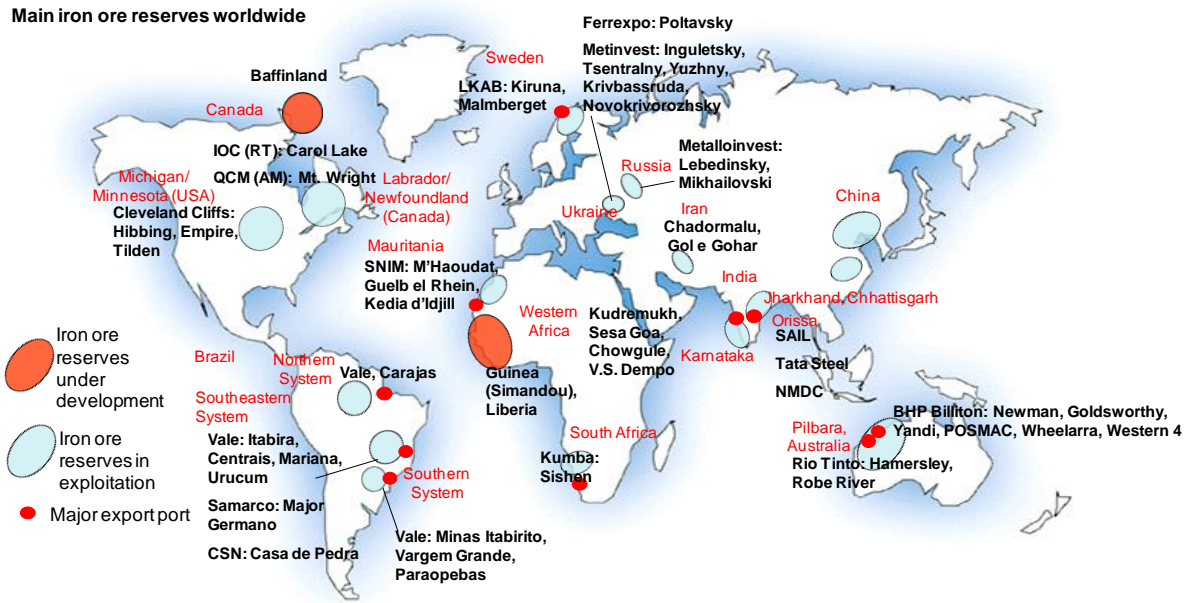 Main iron ore reserves worldwide
Ferrexpo: Poltavsky
Metinvest: Inguletsky,
Tsentralny, Yuzhny,
Krivbassruda,
Novokrivorozhsky
Sweden
LKAB: Kiruna,
Malmberget
Baffinland
Canada
IOC (RT): Carol Lake
QCM (AM): Mt. Wright
Michigan/
Minnesota (USA)
Cleveland Cliffs:
Hibbing, Empire,
Tilden
Labrador/
Newfoundland
(Canada)
Metalloinvest:
Lebedinsky,
Mikhailovski
Russia
Ukraine
Iran
Chadormalu,
Gol e Gohar
China
Mauritania
SNIM: M'Haoudat,
Guelb el Rhein,
Kedia d'Idjill
India
Jharkhand, Chhattisgarh
Orissa
SAIL
Tata Steel
NMDC
Karnataka
Kudremukh,
Sesa Goa,
Chowgule,
V.S. Dempo
Western
Africa
Guinea
(Simandou),
Liberia
Iron ore
reserves
under
development
Iron ore
reserves in
exploitation
Major export port
Brazil
Northern
System
Vale, Carajas
Southeastern
System
Vale: Itabira,
Centrais, Mariana,
Urucum
Samarco: Major
Germano
CSN: Casa de Pedra
Southern
System
Vale: Minas Itabirito,
Vargem Grande,
Paraopebas
South Africa
Kumba:
Sishen
Pilbara,
Australia
BHP Billiton: Newman, Goldsworthy,
Yandi, POSMAC, Wheelarra, Western 4
Rio Tinto: Hamersley,
Robe River